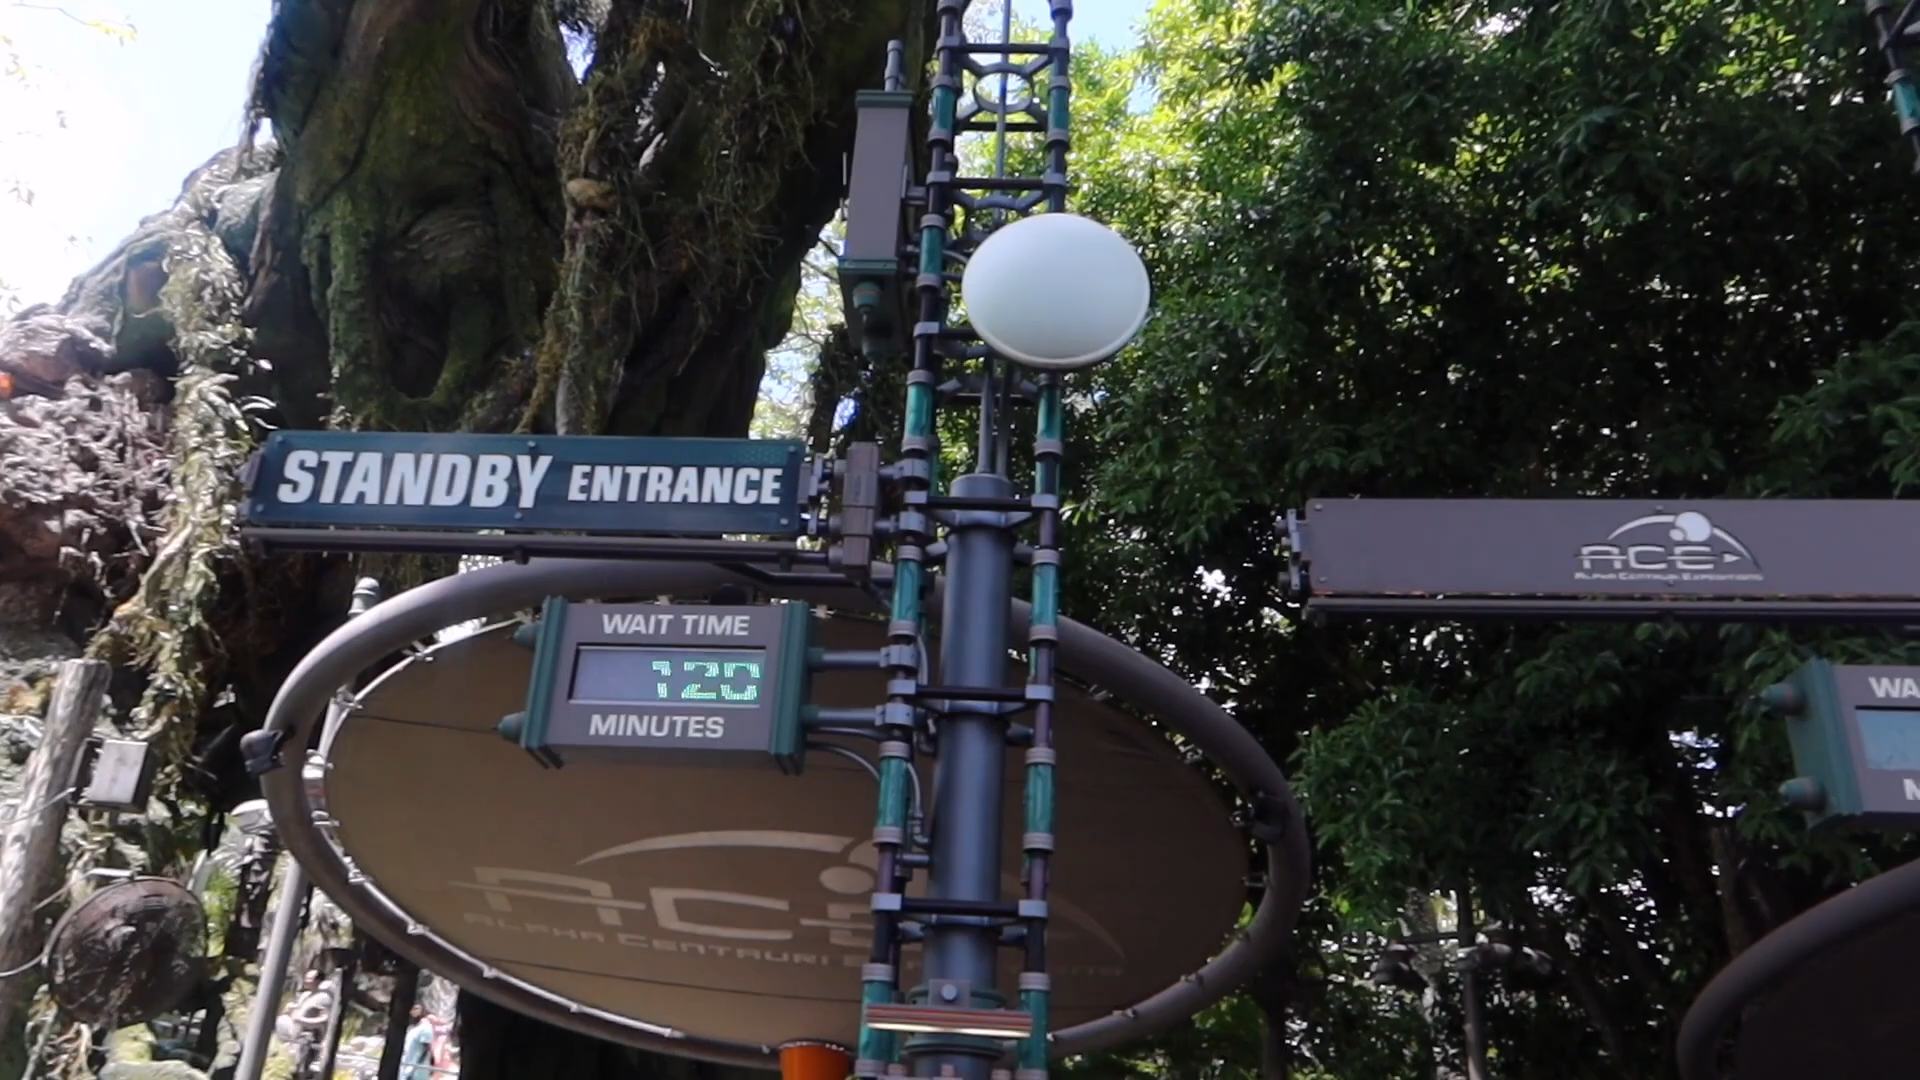 STANDBY ENTRANCE
WAIT TIME
120
MINUTES
ACE
ALPHA CENTAURI EXPEDITIONS
ACE
ALPHA CENTAURI
WA
M